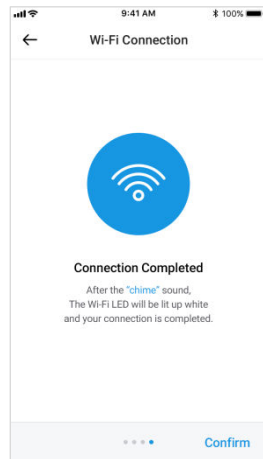 9:41 AM
100%
Wi-Fi Connection
Connection Completed
After the "chime" sound,
The Wi-Fi LED will be lit up white
and your connection is completed.
Confirm